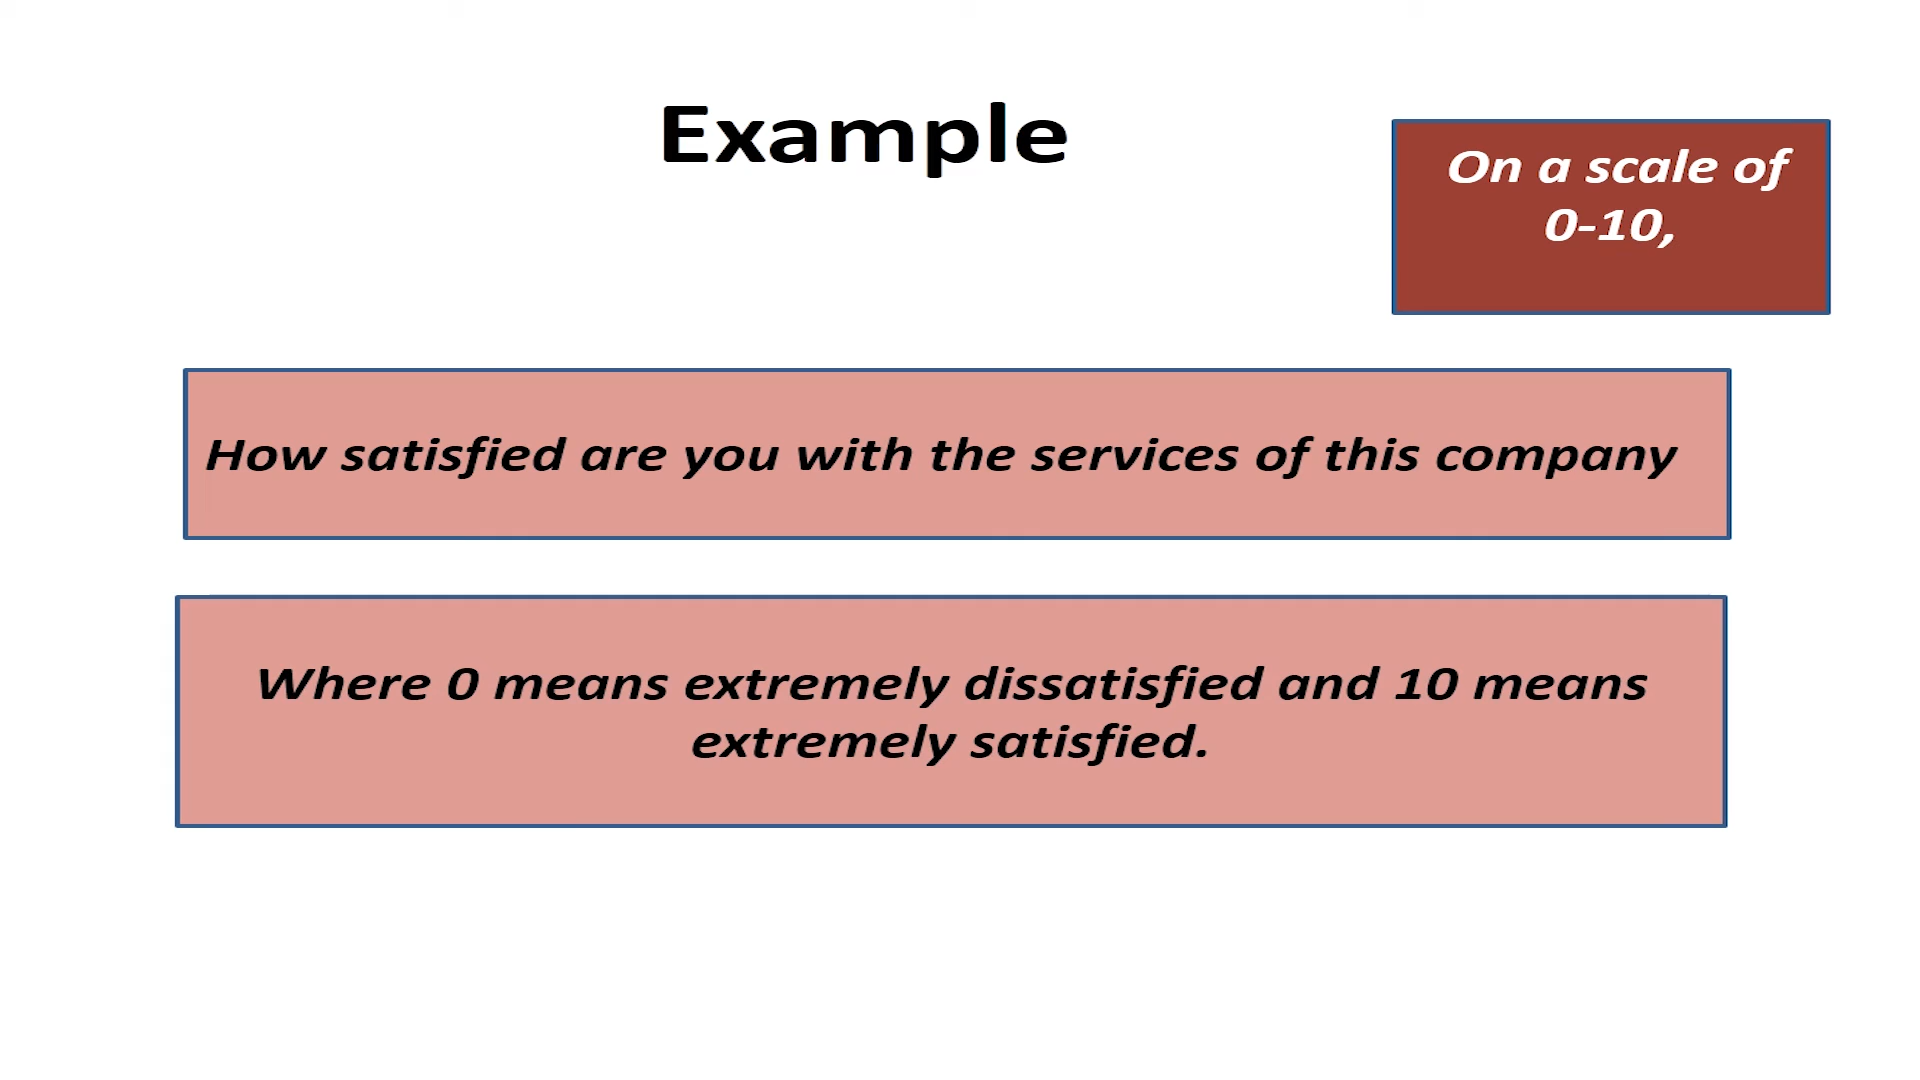 Example
On a scale of
0-10,
How satisfied are you with the services of this company
Where 0 means extremely dissatisfied and 10 means
extremely satisfied.